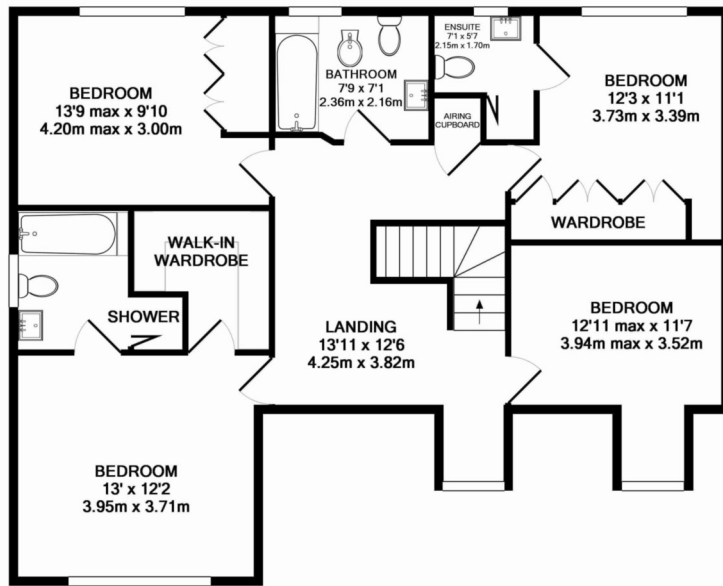 BEDROOM
13'9 max x 9'10
4.20m max x 3.00m
BATHROOM
7'9 x 7'1
2.36m x 2.16m
ENSUITE
7'1 x 5'7
2.15m x 1.70m
BEDROOM
12'3 x 11'1
3.73m x 3.39m
AIRING
CUPBOARD
WARDROBE
WALK-IN
WARDROBE
SHOWER
LANDING
13'11 x 12'6
4.25m x 3.82m
BEDROOM
12'11 max x 11'7
3.94m max x 3.52m
BEDROOM
13' x 12'2
3.95m x 3.71m